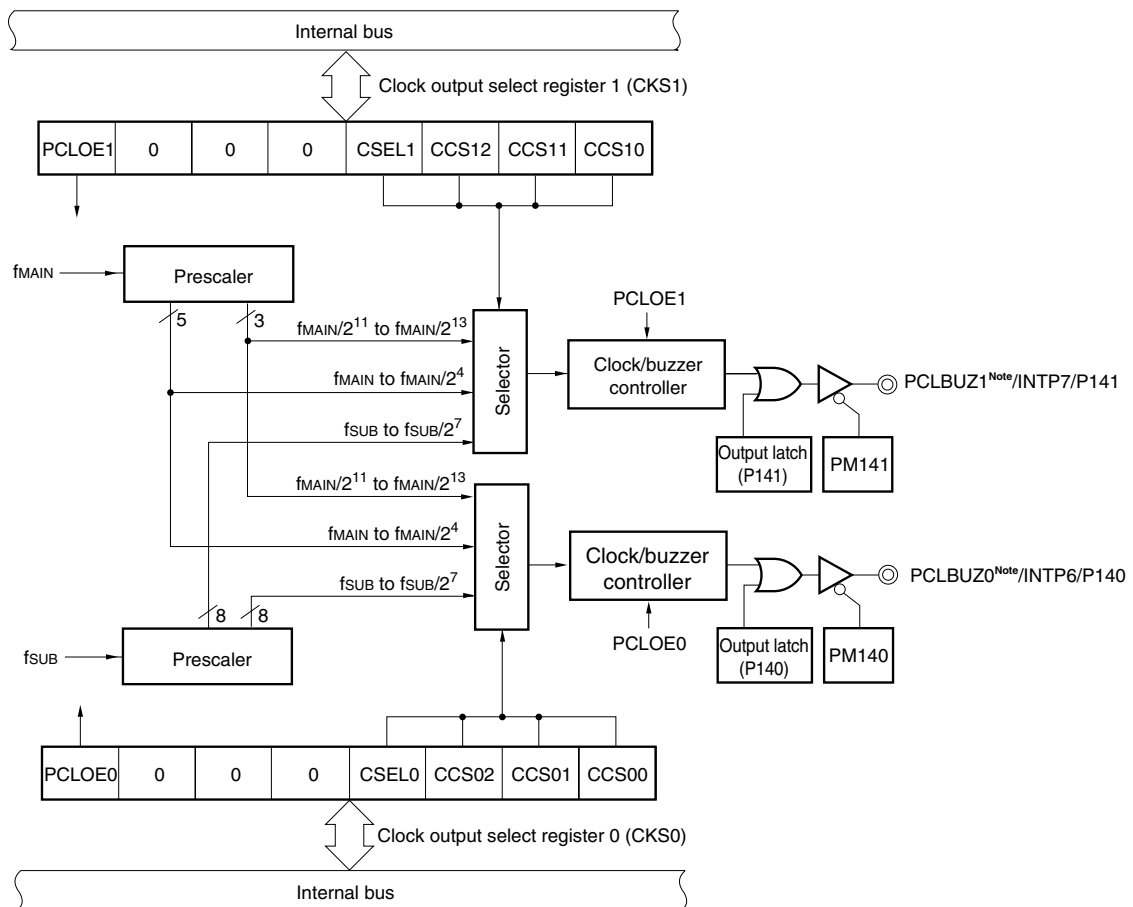 Internal bus
Clock output select register 1 (CKS1)
PCLOE1 0 0 0 CSEL1 CCS12 CCS11 CCS10
fMAIN
Prescaler
5 3
PCLOE1
fMAIN/2^11 to fMAIN/2^13
fMAIN to fMAIN/2^4
fSUB to fSUB/2^7
Selector
Clock/buzzer
controller
PCLBUZ1^Note/INTP7/P141
Output latch
(P141)
PM141
fMAIN/2^11 to fMAIN/2^13
fMAIN to fMAIN/2^4
fSUB to fSUB/2^7
Selector
Clock/buzzer
controller
PCLBUZ0^Note/INTP6/P140
8 8
PCLOE0
Output latch
(P140)
PM140
fSUB
Prescaler
PCLOE0 0 0 0 CSEL0 CCS02 CCS01 CCS00
Clock output select register 0 (CKS0)
Internal bus